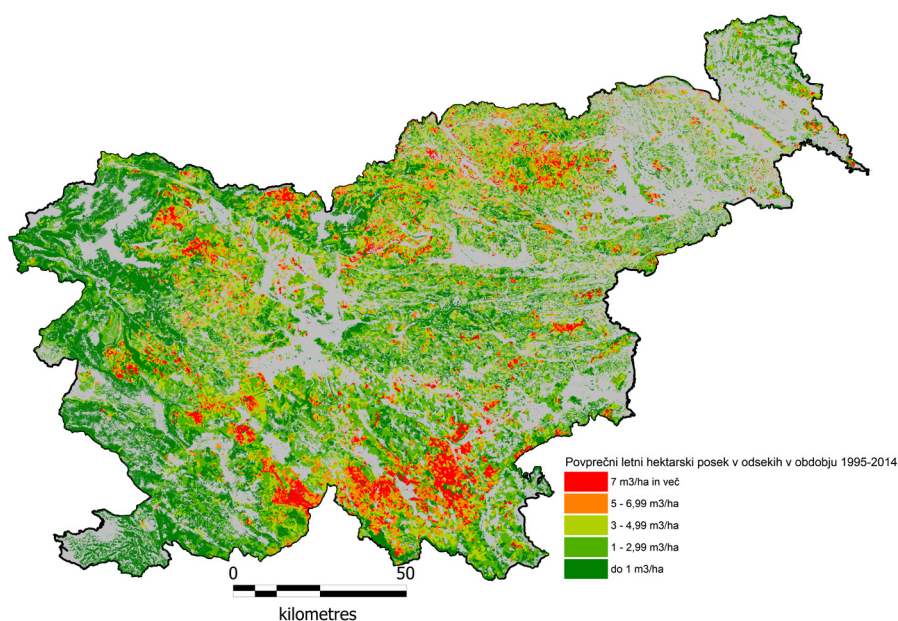 Povprečni letni hektarski posek v odsekih v obdobju 1995-2014
7 m3/ha in več
5 - 6,99 m3/ha
3 - 4,99 m3/ha
1 - 2,99 m3/ha
do 1 m3/ha
0 50
kilometres